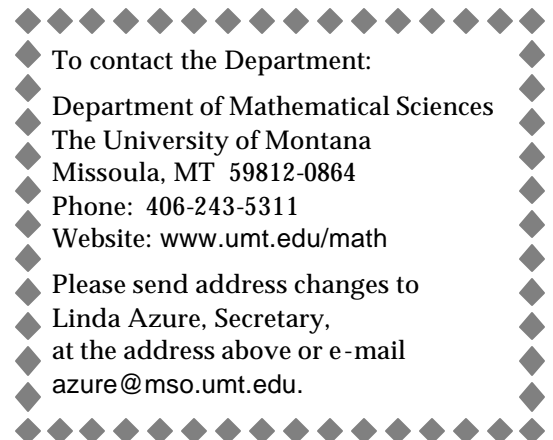 To contact the Department:
Department of Mathematical Sciences
The University of Montana
Missoula, MT  59812-0864
Phone:  406-243-5311
Website: www.umt.edu/math
Please send address changes to
Linda Azure, Secretary,
at the address above or e-mail
azure@mso.umt.edu.